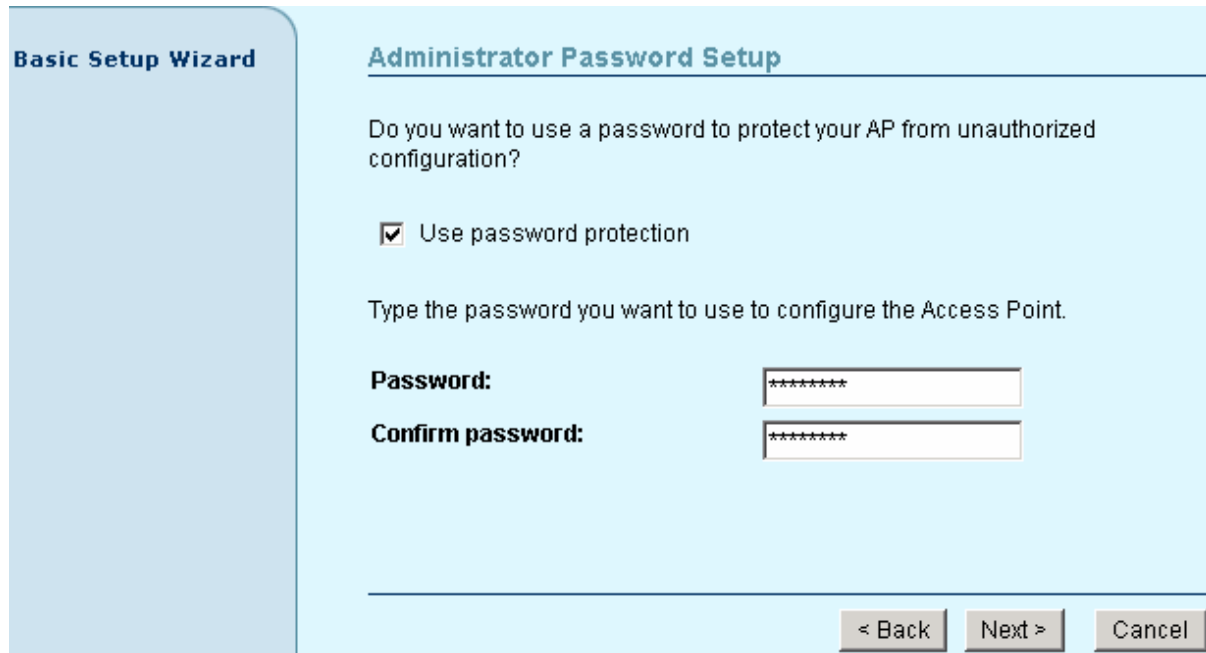 Basic Setup Wizard
Administrator Password Setup
Do you want to use a password to protect your AP from unauthorized
configuration?
Use password protection
Type the password you want to use to configure the Access Point.
Password: ********
Confirm password: ********
< Back Next > Cancel